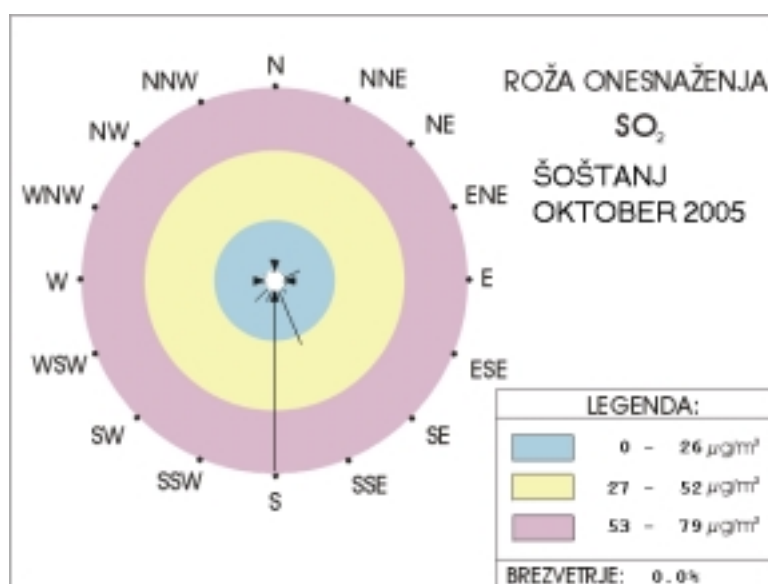 ROŽA ONESNAŽENJA
SO₂
ŠOŠTANJ
OKTOBER 2005
N
NNE
NE
ENE
E
ESE
SE
SSE
S
SSW
SW
WSW
W
WNW
NW
NNW
LEGENDA:
0 - 26 µg/m³
27 - 52 µg/m³
53 - 79 µg/m³
BREZVETRJE: 0.0%